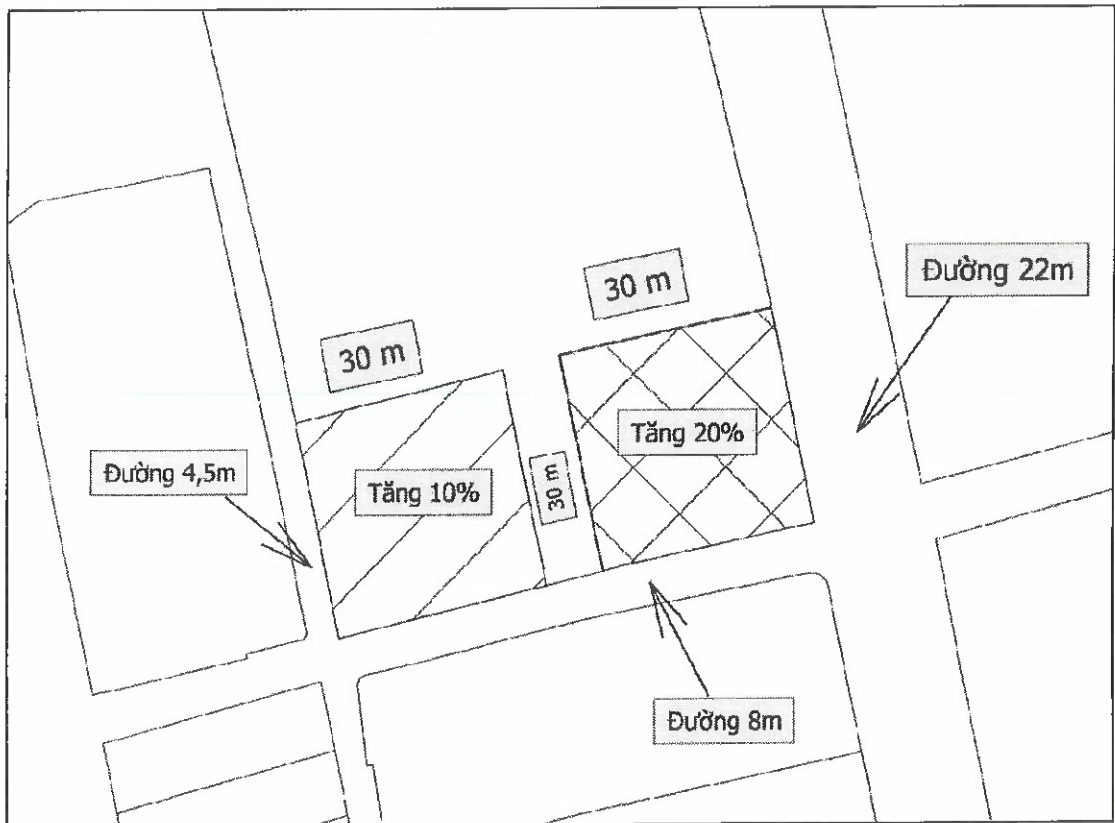 30 m
Đường 22m
30 m
Tăng 20%
Đường 4,5m
Tăng 10%
30 m
Đường 8m